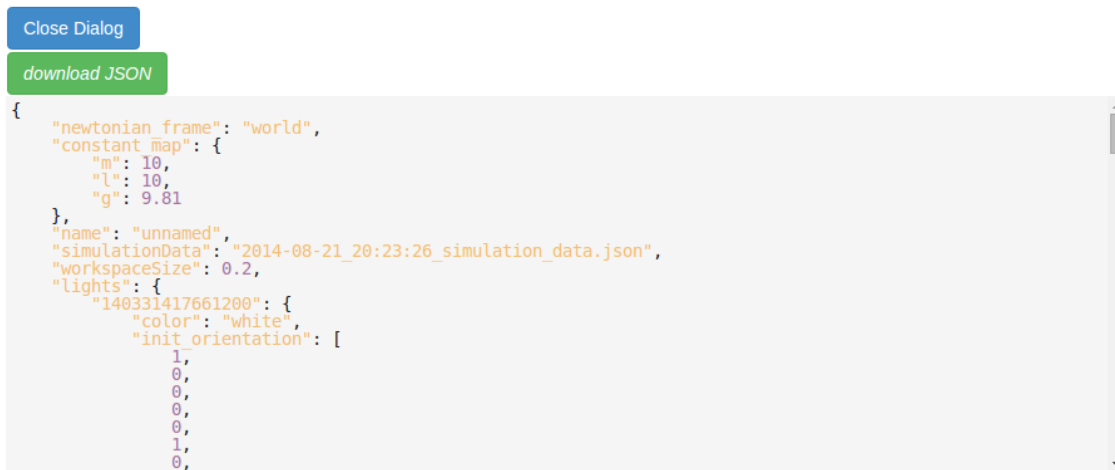 Close Dialog
download JSON
{
    "newtonian_frame": "world",
    "constant_map": {
        "m": 10,
        "l": 10,
        "g": 9.81
    },
    "name": "unnamed",
    "simulationData": "2014-08-21_20:23:26_simulation_data.json",
    "workspaceSize": 0.2,
    "lights": {
        "140331417661200": {
            "color": "white",
            "init_orientation": [
                1,
                0,
                0,
                0,
                0,
                1,
                0,